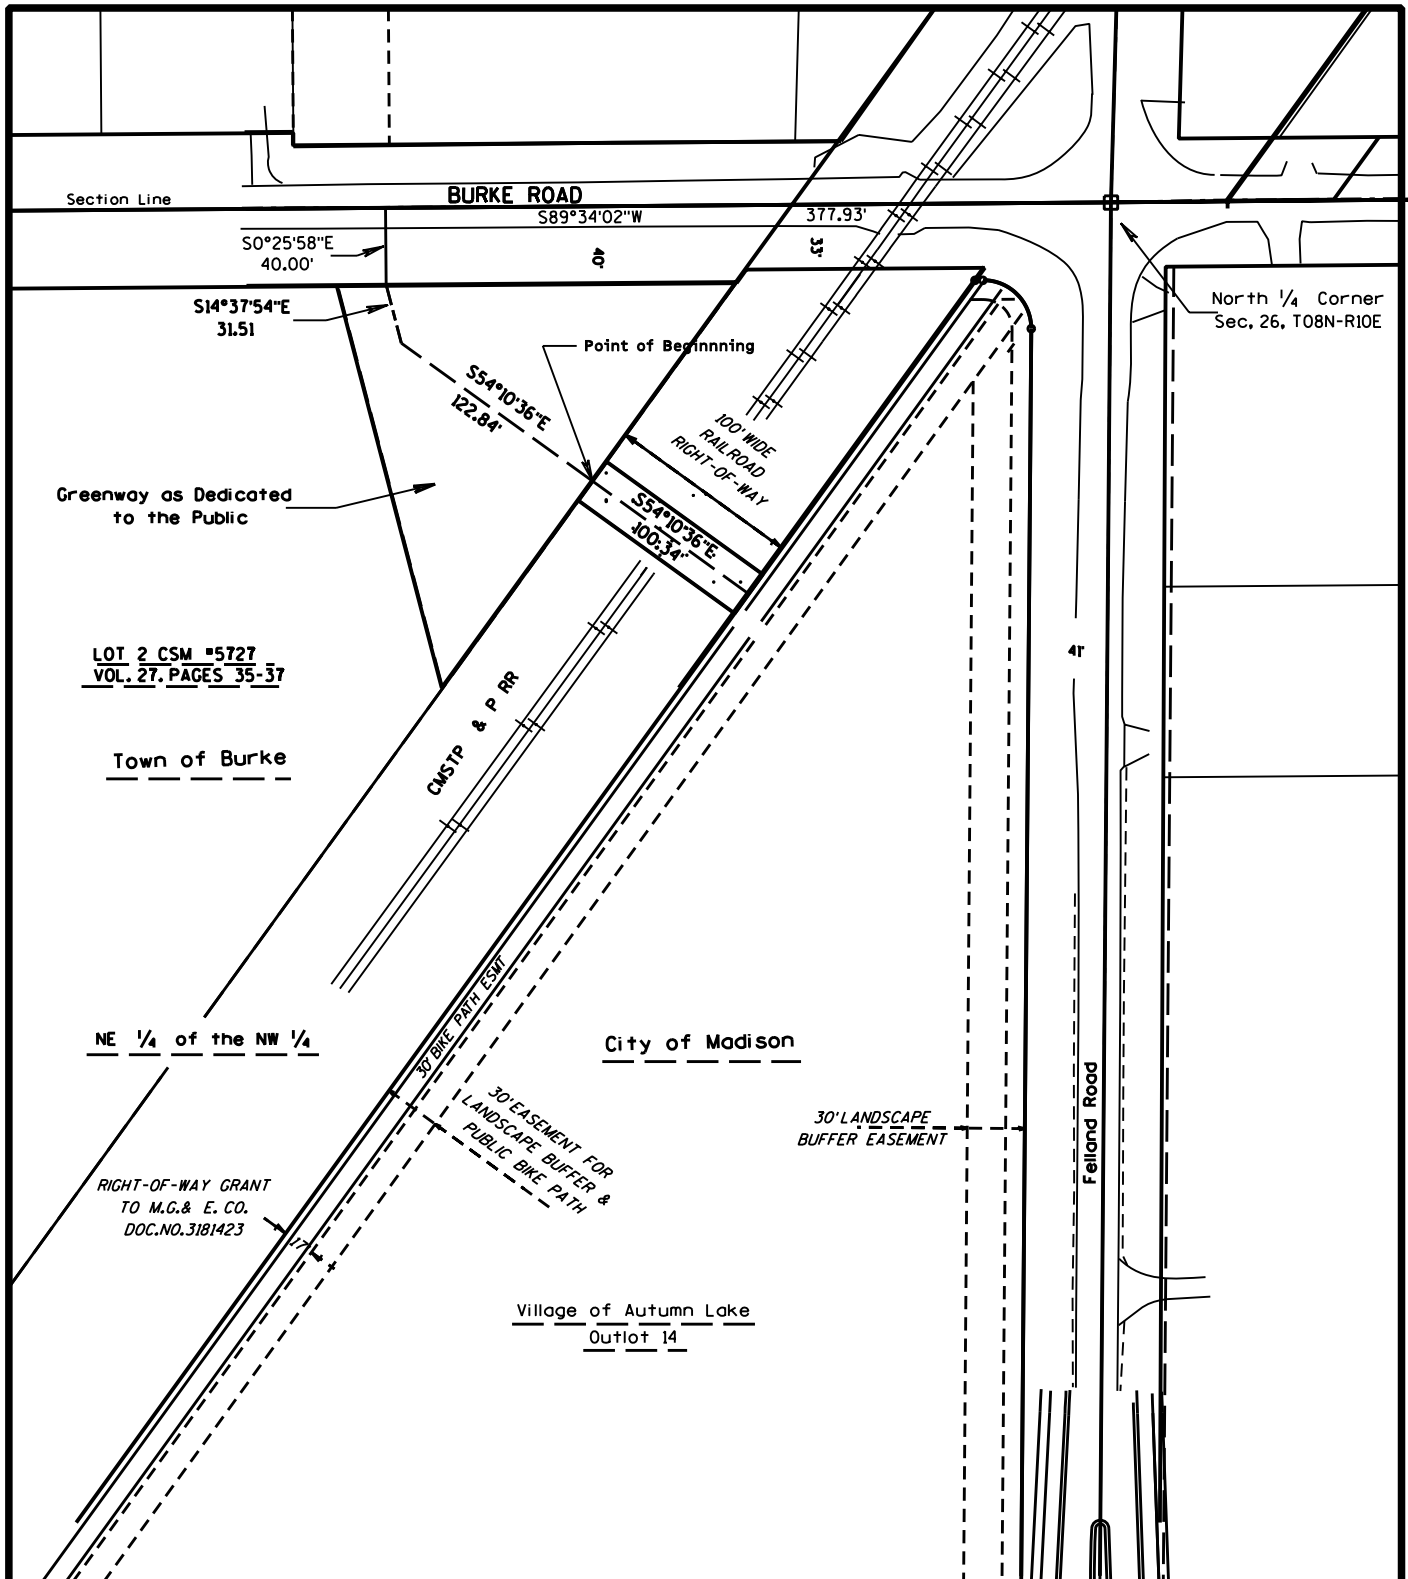 Section Line
BURKE ROAD
S89°34'02"W
377.93'
S0°25'58"E
40.00'
40'
33'
S14°37'54"E
31.51
North 1/4 Corner
Sec. 26, T08N-R10E
Point of Beginnning
S54°10'36"E
122.84'
100' WIDE
RAILROAD
RIGHT-OF-WAY
Greenway as Dedicated
to the Public
S54°10'36"E
100.34'
LOT 2 CSM #5727
VOL. 27. PAGES 35-37
41'
CMSTP & P RR
Town of Burke
30' BIKE PATH ESMT
NE 1/4 of the NW 1/4
City of Madison
30' EASEMENT FOR
LANDSCAPE BUFFER &
PUBLIC BIKE PATH
30' LANDSCAPE
BUFFER EASEMENT
Felland Road
RIGHT-OF-WAY GRANT
TO M.G.& E. CO.
DOC.NO.3181423
17'
Village of Autumn Lake
Outlot 14